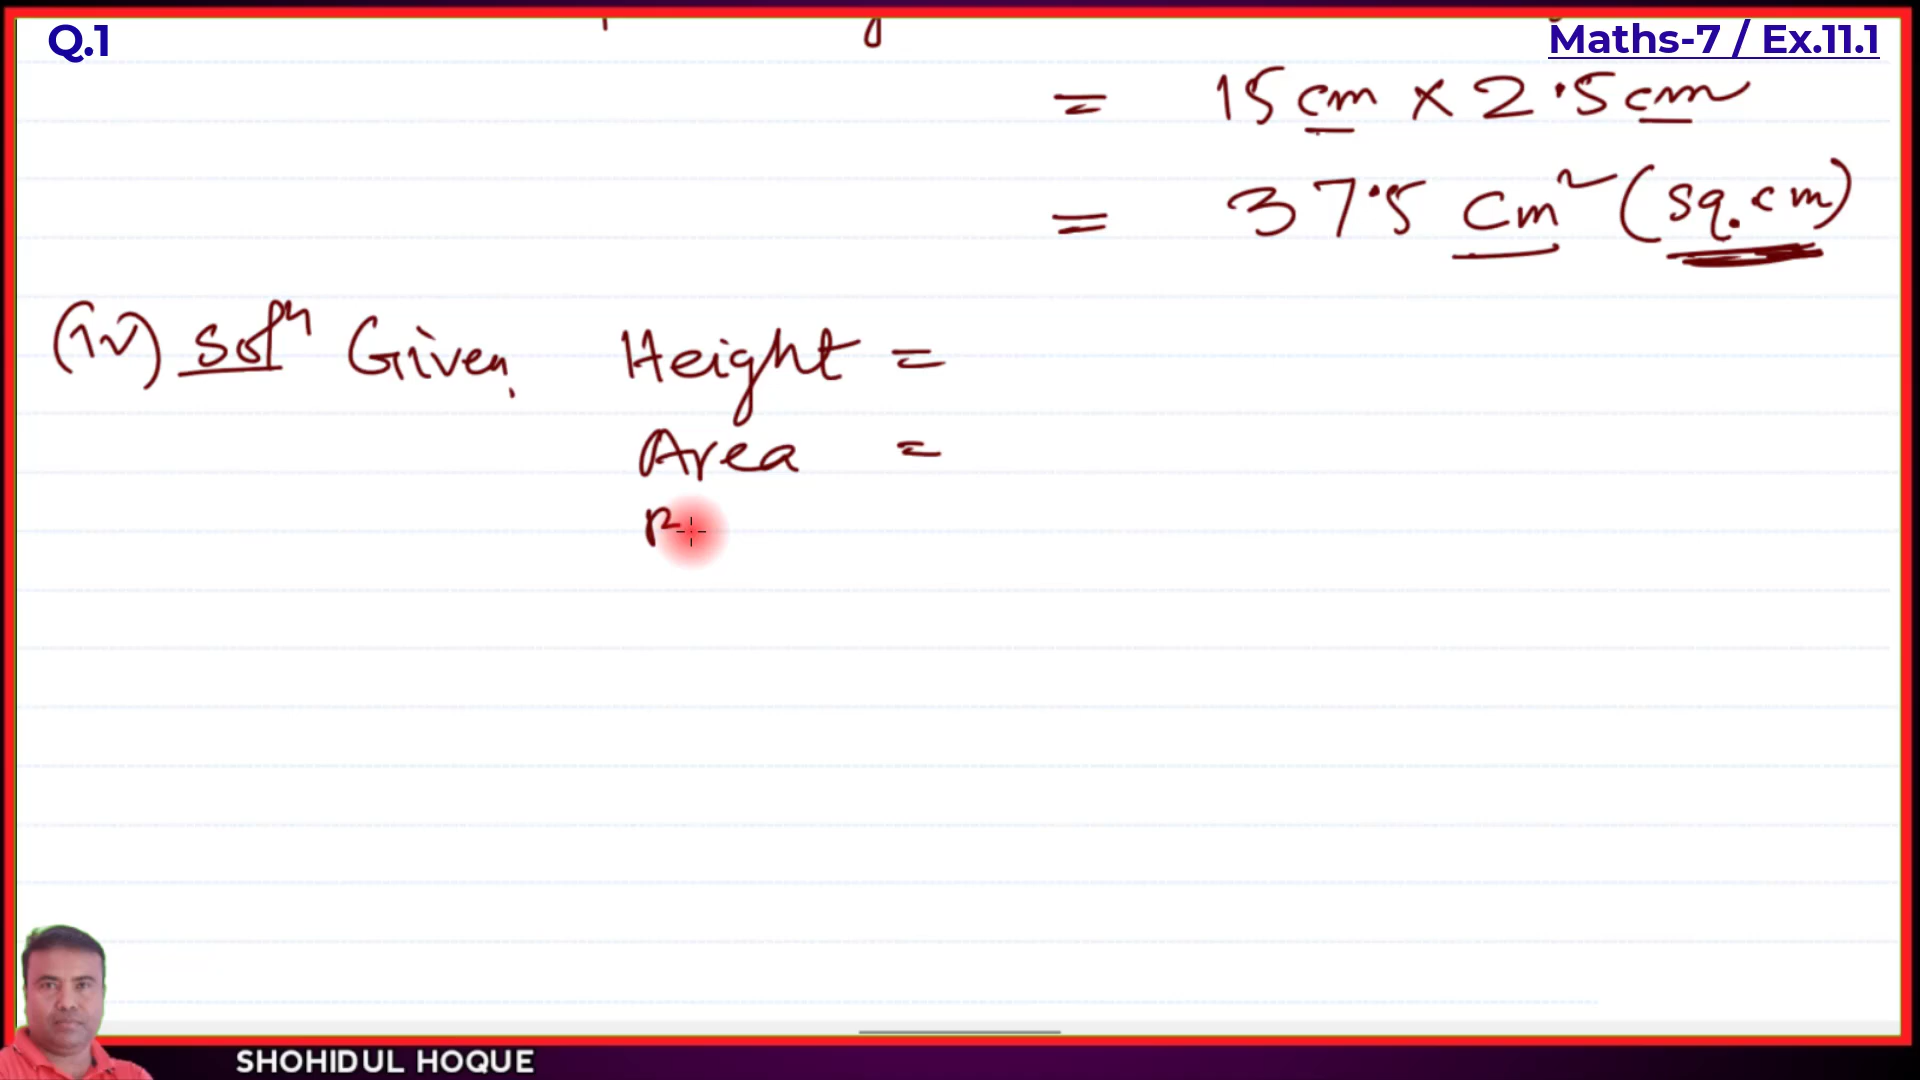 Q.1
Maths-7 / Ex.11.1
= 15 cm × 2.5 cm
= 37.5 cm² (sq.cm)
(iv) Solⁿ Given, Height =
Area =
SHOHIDUL HOQUE